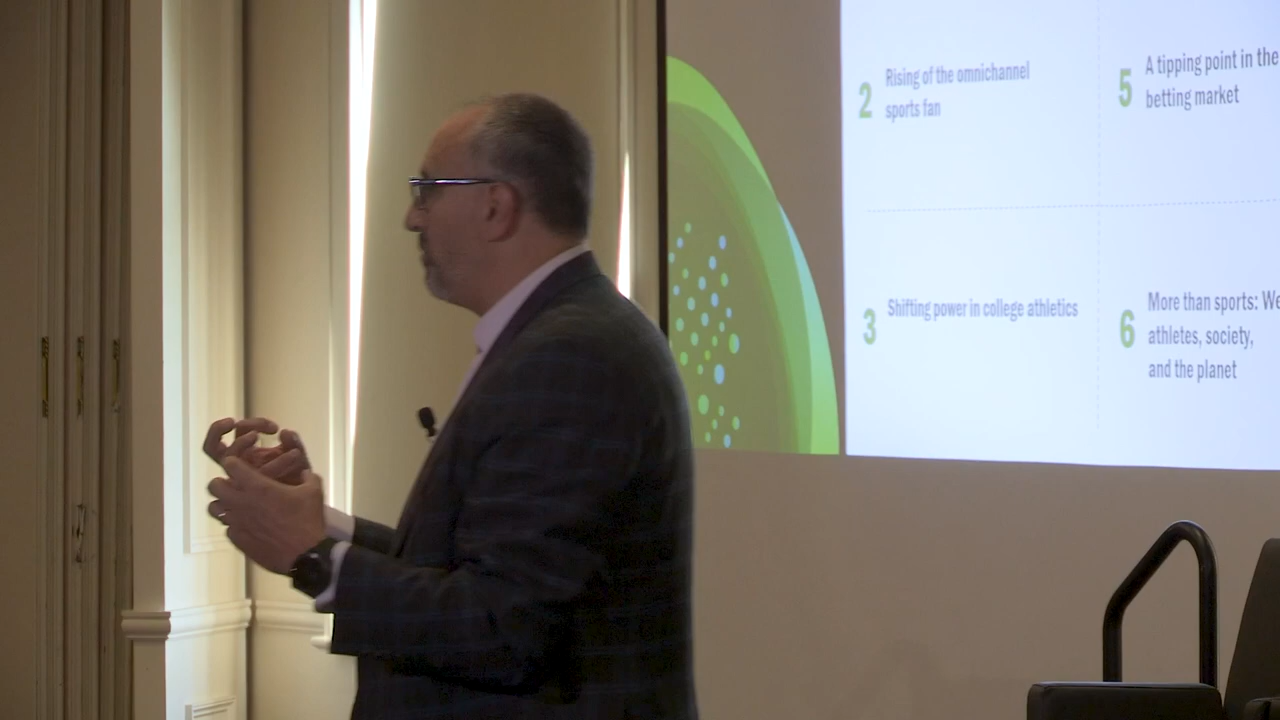 2
Rising of the omnichannel
sports fan
3
Shifting power in college athletics
5
A tipping point in the
betting market
6
More than sports: We
athletes, society,
and the planet